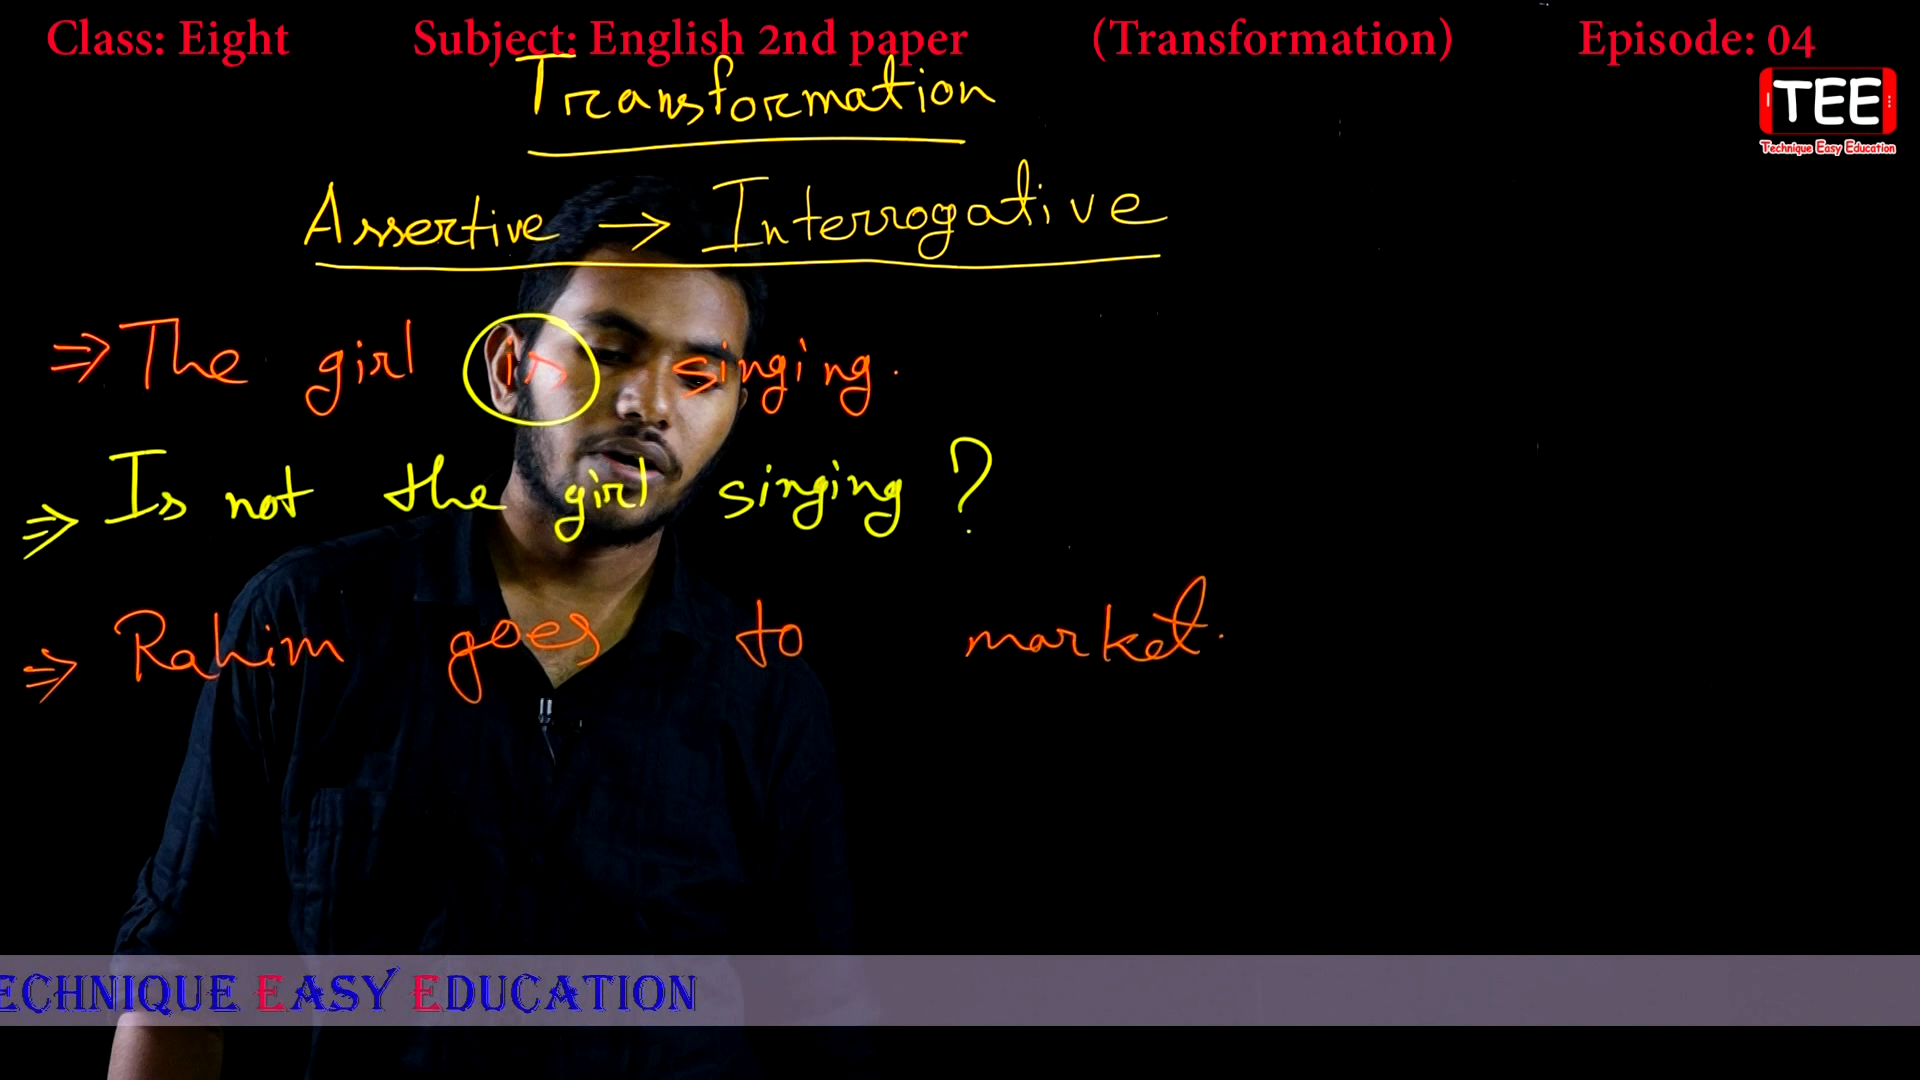 Class: Eight Subject: English 2nd paper (Transformation) Episode: 04
TEE
Technique Easy Education
Transformation
Assertive → Interrogative
⇒ The girl is singing.
⇒ Is not the girl singing ?
⇒ Rahim goes to market.
ECHNIQUE EASY EDUCATION